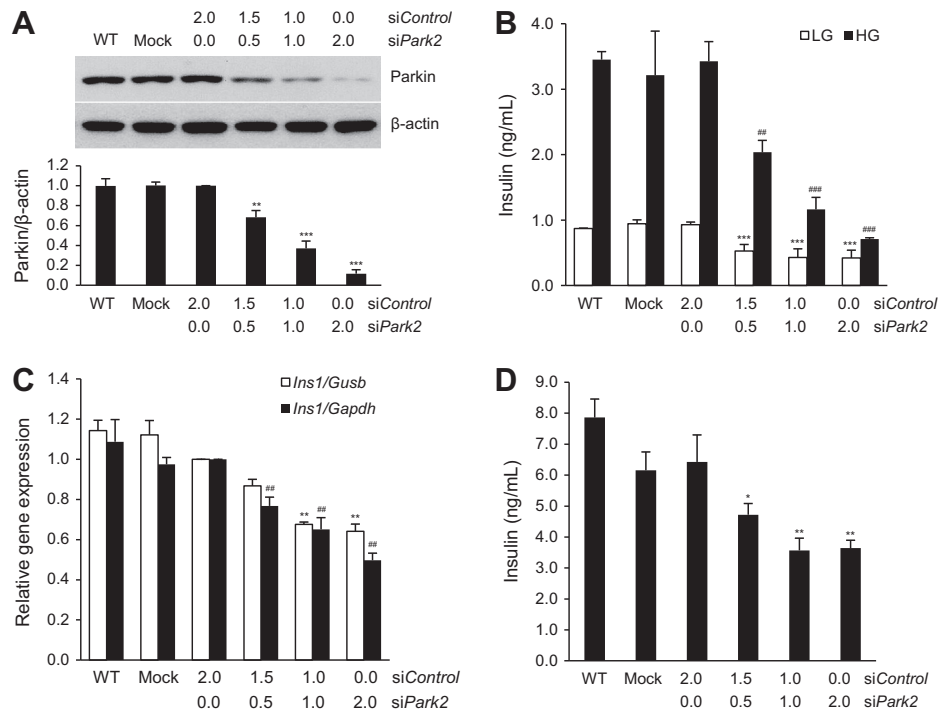 A
2.0 1.5 1.0 0.0 siControl
WT Mock 0.0 0.5 1.0 2.0 siPark2
Parkin
β-actin
Parkin/β-actin
1.2
1.0
0.8
0.6
0.4
0.2
0.0
** *** ***
WT Mock 2.0 1.5 1.0 0.0 siControl
0.0 0.5 1.0 2.0 siPark2
B
LG HG
Insulin (ng/mL)
4.0
3.0
2.0
1.0
0.0
## ### ###
*** *** ***
WT Mock 2.0 1.5 1.0 0.0 siControl
0.0 0.5 1.0 2.0 siPark2
C
Ins1/Gusb
Ins1/Gapdh
Relative gene expression
1.4
1.2
1.0
0.8
0.6
0.4
0.2
0.0
## ** ## ** ##
WT Mock 2.0 1.5 1.0 0.0 siControl
0.0 0.5 1.0 2.0 siPark2
D
Insulin (ng/mL)
9.0
8.0
7.0
6.0
5.0
4.0
3.0
2.0
1.0
0.0
* ** **
WT Mock 2.0 1.5 1.0 0.0 siControl
0.0 0.5 1.0 2.0 siPark2